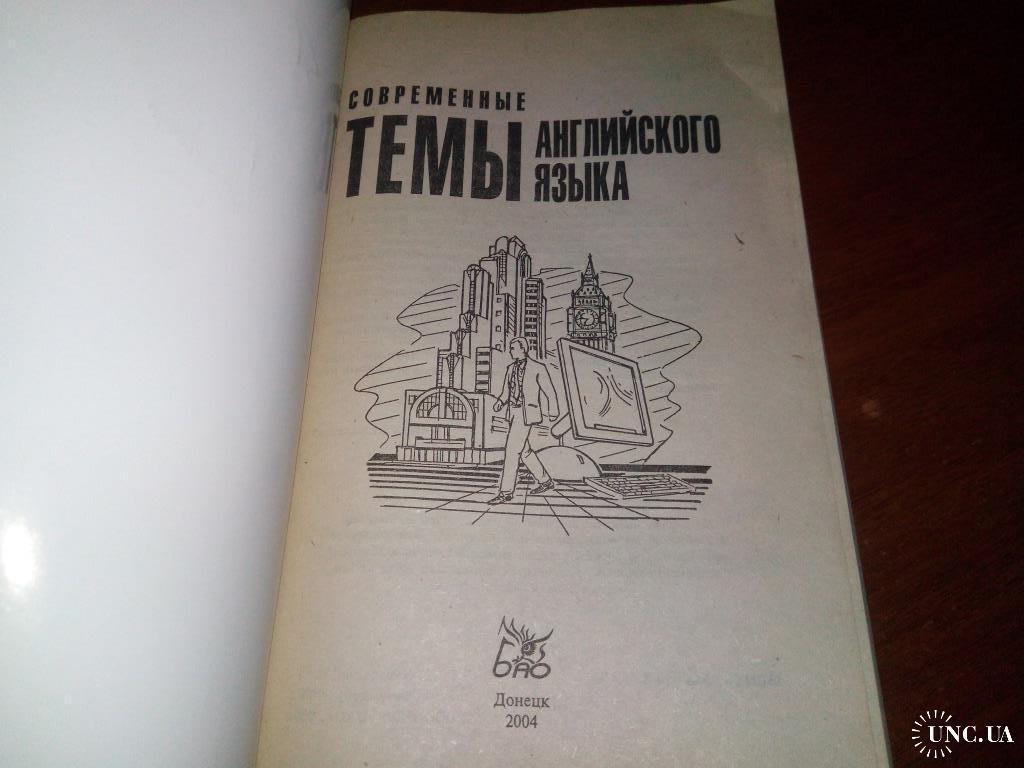 СОВРЕМЕННЫЕ
ТЕМЫ АНГЛИЙСКОГО
ЯЗЫКА
БАО
Донецк
2004
UNC.UA